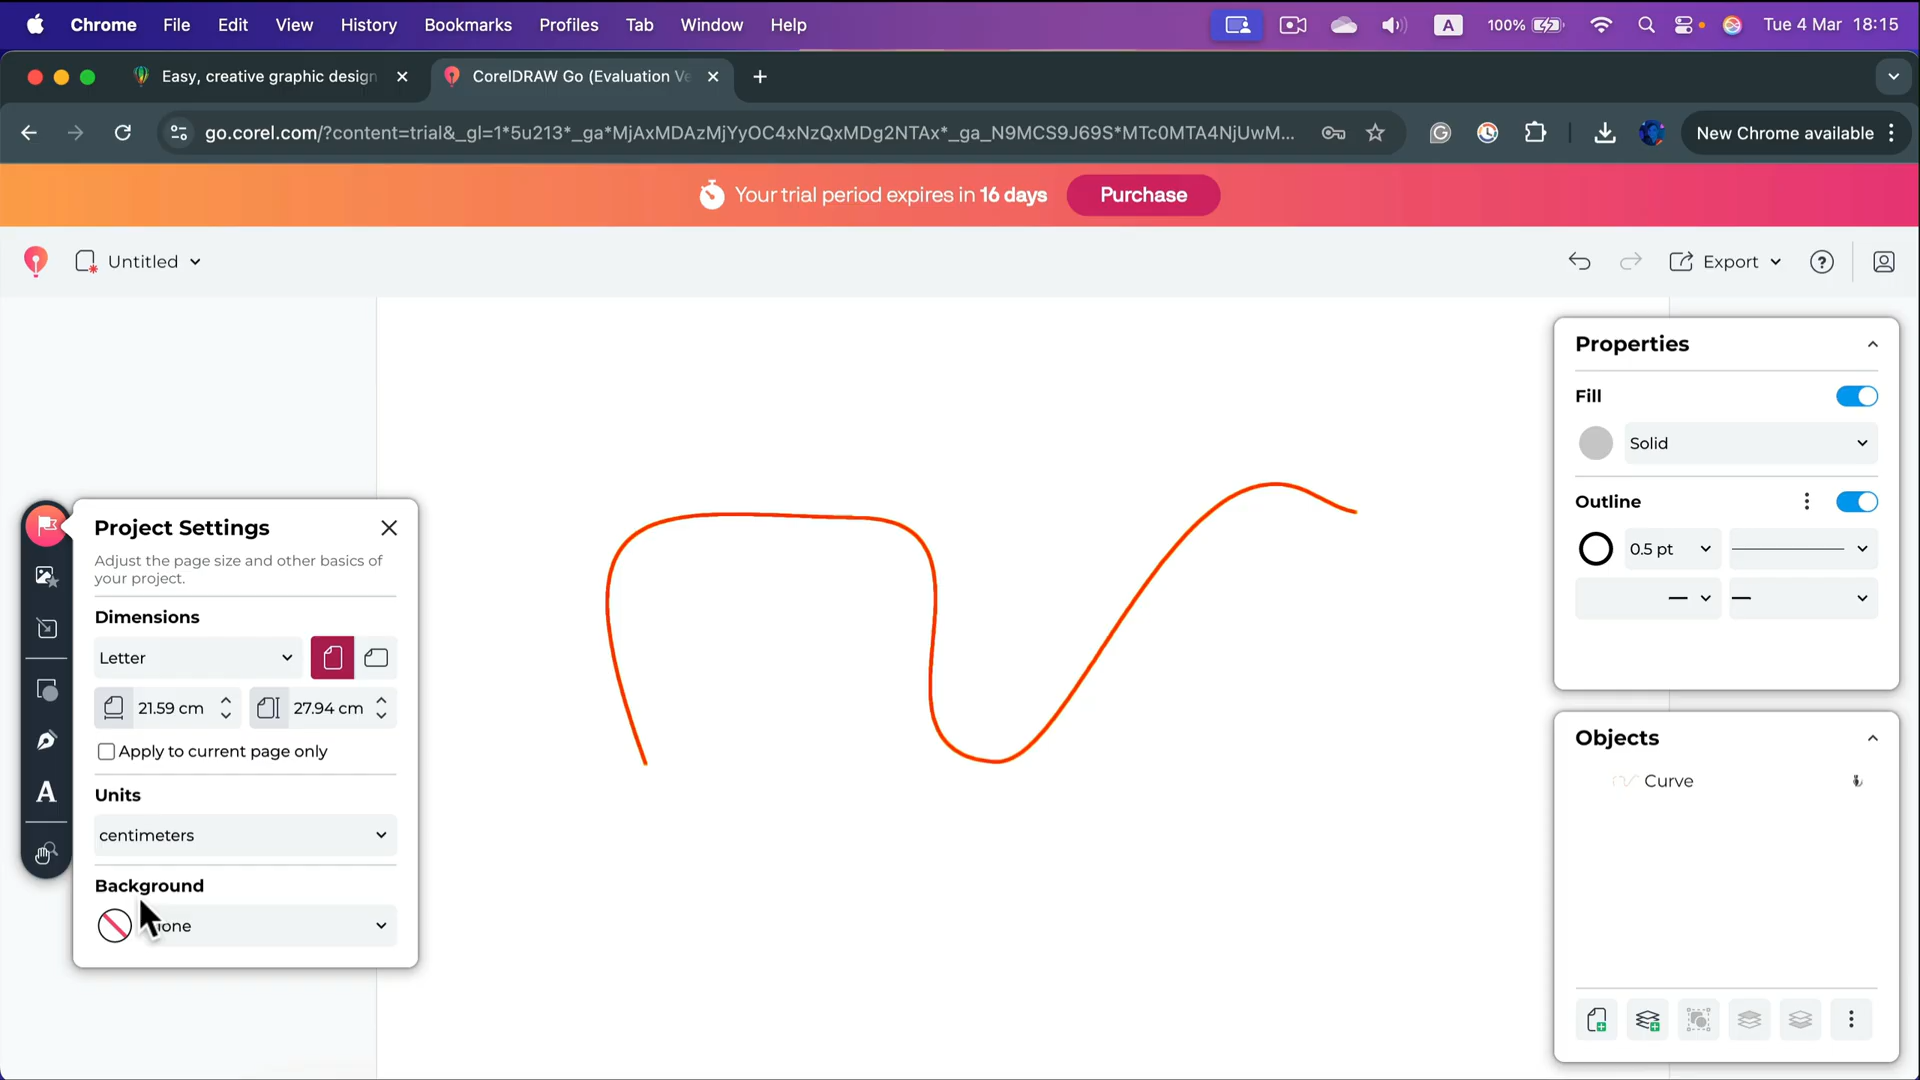 Chrome File Edit View History Bookmarks Profiles Tab Window Help A 100% Tue 4 Mar 18:15
Easy, creative graphic design CorelDRAW Go (Evaluation Ve
go.corel.com/?content=trial&_gl=1*5u213*_ga*MjAxMDAzMjYyOC4xNzQxMDg2NTAx*_ga_N9MCS9J69S*MTc0MTA4NjUwM... New Chrome available
Your trial period expires in 16 days Purchase
Untitled Export
Properties
Fill
Solid
Outline
0.5 pt
Project Settings
Adjust the page size and other basics of
your project.
Dimensions
Letter
21.59 cm 27.94 cm
Apply to current page only
Units
centimeters
Background
one
A
Objects
Curve